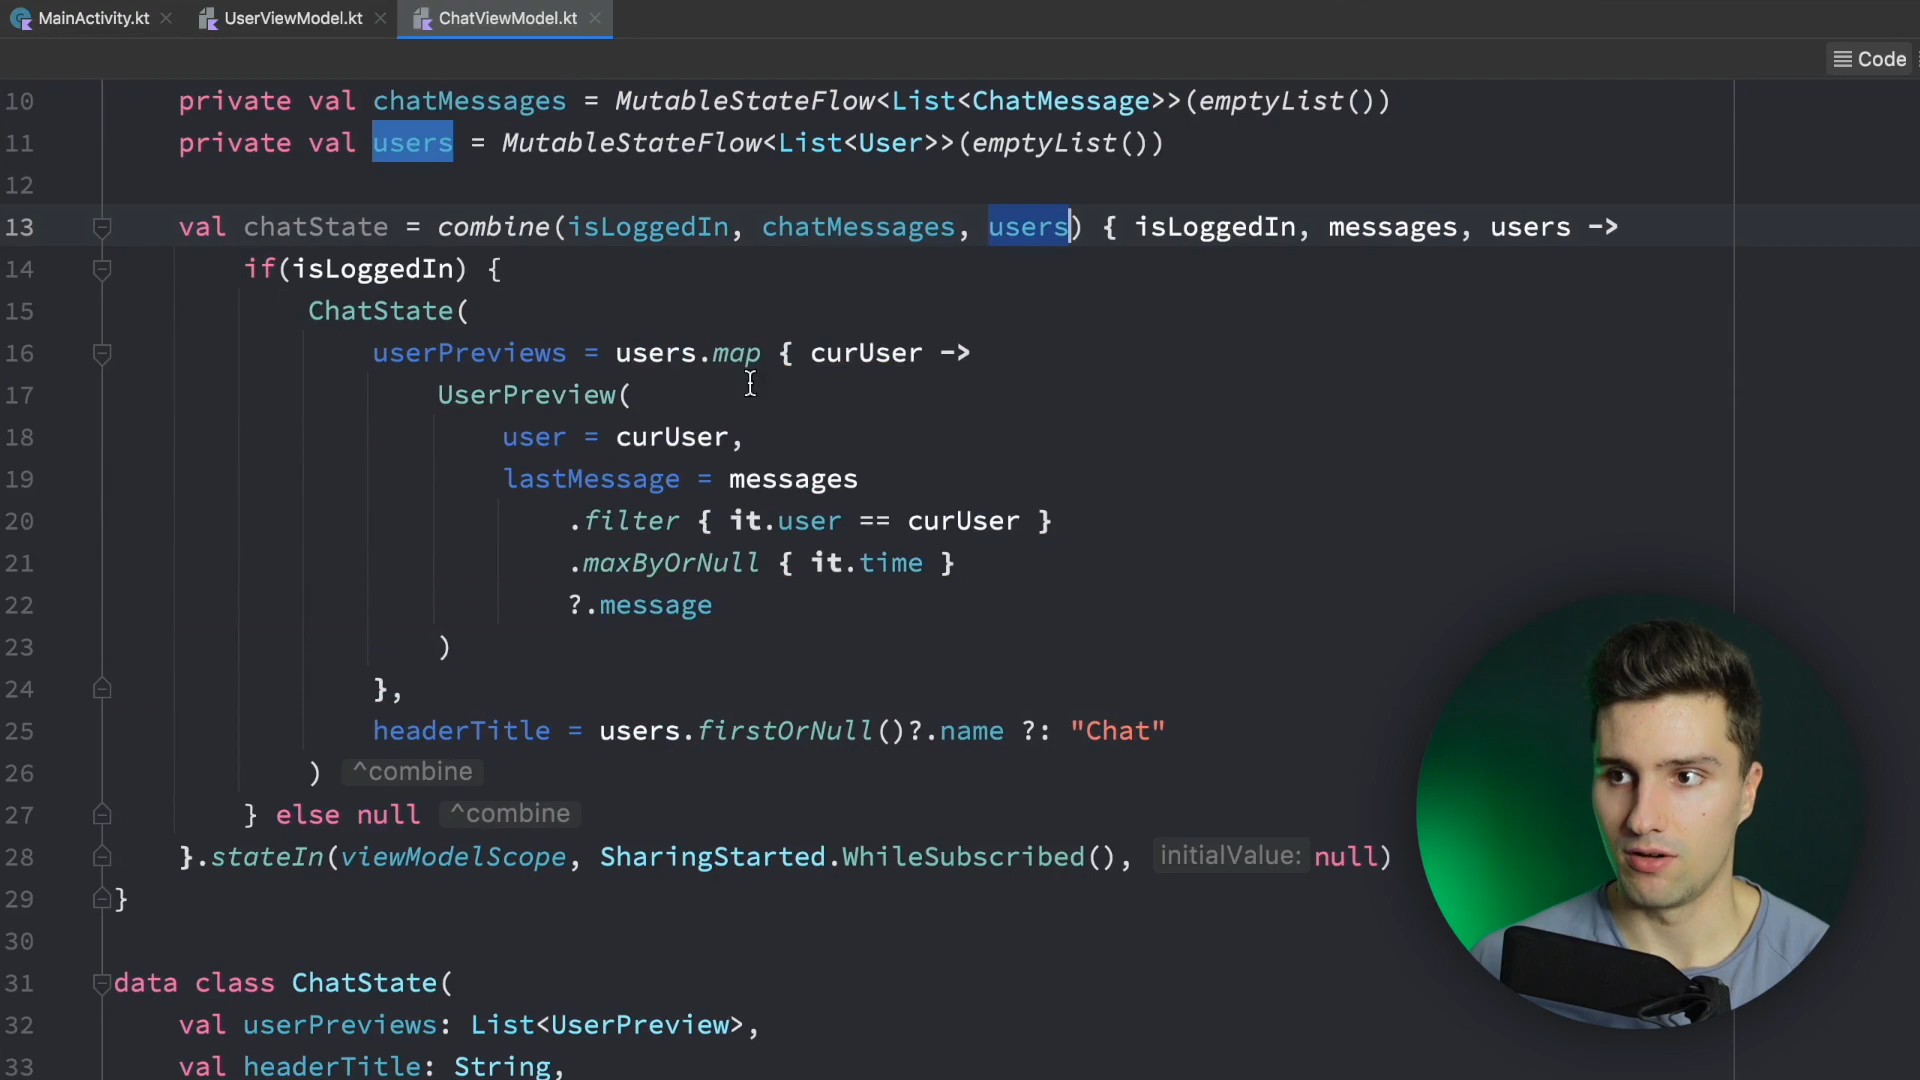 MainActivity.kt UserViewModel.kt ChatViewModel.kt
Code
10 private val chatMessages = MutableStateFlow<List<ChatMessage>>(emptyList())
11 private val users = MutableStateFlow<List<User>>(emptyList())
12
13 val chatState = combine(isLoggedIn, chatMessages, users) { isLoggedIn, messages, users ->
14 if(isLoggedIn) {
15 ChatState(
16 userPreviews = users.map { curUser ->
17 UserPreview(
18 user = curUser,
19 lastMessage = messages
20 .filter { it.user == curUser }
21 .maxByOrNull { it.time }
22 ?.message
23 )
24 },
25 headerTitle = users.firstOrNull()?.name ?: "Chat"
26 ) ^combine
27 } else null ^combine
28 }.stateIn(viewModelScope, SharingStarted.WhileSubscribed(), initialValue: null)
29 }
30
31 data class ChatState(
32 val userPreviews: List<UserPreview>,
33 val headerTitle: String,